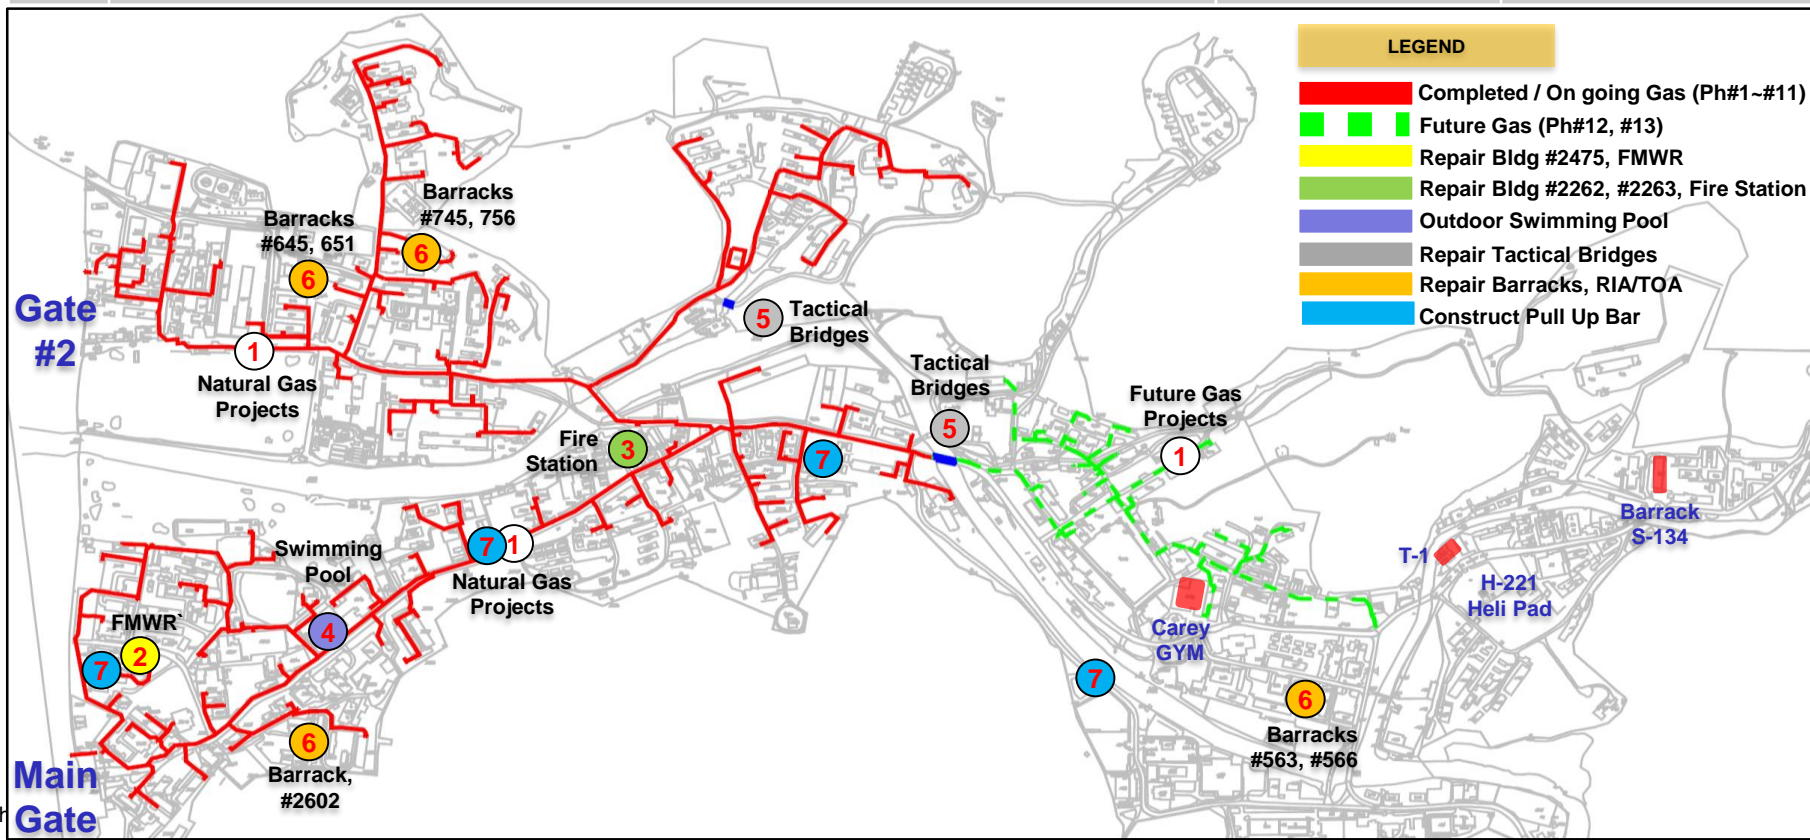 LEGEND
Completed / On going Gas (Ph#1~#11)
Future Gas (Ph#12, #13)
Repair Bldg #2475, FMWR
Repair Bldg #2262, #2263, Fire Station
Outdoor Swimming Pool
Repair Tactical Bridges
Repair Barracks, RIA/TOA
Construct Pull Up Bar
Barracks
#745, 756
6
Barracks
#645, 651
6
Gate
#2
1
Natural Gas
Projects
5
Tactical
Bridges
Tactical
Bridges
5
Future Gas
Projects
1
Fire
Station
3
7
7
1
Natural Gas
Projects
Swimming
Pool
4
FMWR`
2
7
6
Barrack,
#2602
Main
Gate
Barrack
S-134
T-1
H-221
Heli Pad
Carey
GYM
7
6
Barracks
#563, #566